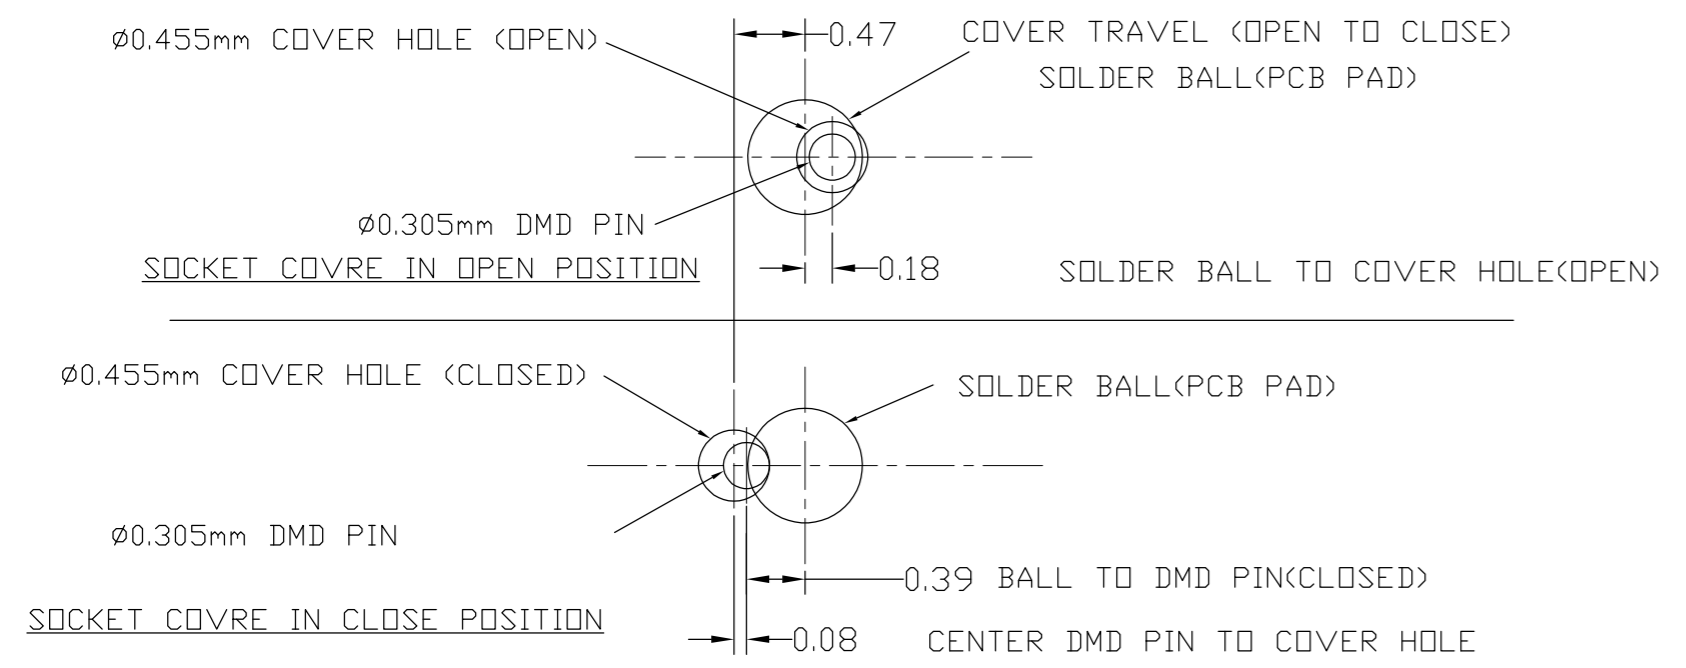 Ø0.455mm COVER HOLE (OPEN)
0.47
COVER TRAVEL (OPEN TO CLOSE)
SOLDER BALL(PCB PAD)
Ø0.305mm DMD PIN
SOCKET COVRE IN OPEN POSITION
0.18
SOLDER BALL TO COVER HOLE(OPEN)
Ø0.455mm COVER HOLE (CLOSED)
SOLDER BALL(PCB PAD)
Ø0.305mm DMD PIN
0.39 BALL TO DMD PIN(CLOSED)
SOCKET COVRE IN CLOSE POSITION
0.08
CENTER DMD PIN TO COVER HOLE